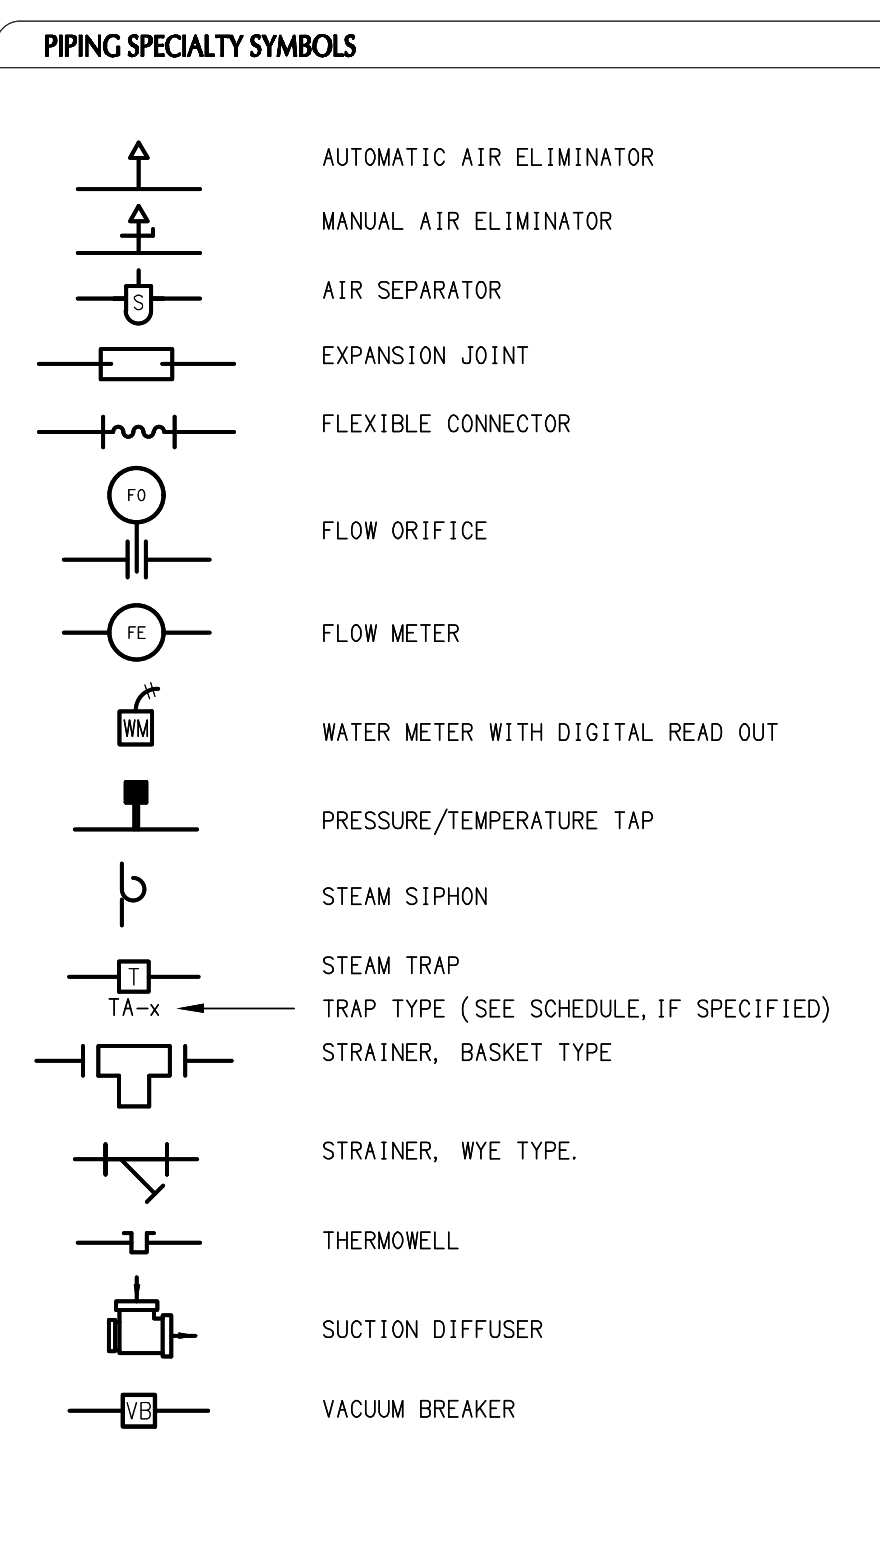 PIPING SPECIALTY SYMBOLS
AUTOMATIC AIR ELIMINATOR
MANUAL AIR ELIMINATOR
S AIR SEPARATOR
EXPANSION JOINT
FLEXIBLE CONNECTOR
FO
FLOW ORIFICE
FE FLOW METER
WM WATER METER WITH DIGITAL READ OUT
PRESSURE/TEMPERATURE TAP
STEAM SIPHON
T STEAM TRAP
TA-x TRAP TYPE (SEE SCHEDULE, IF SPECIFIED)
STRAINER, BASKET TYPE
STRAINER, WYE TYPE.
THERMOWELL
SUCTION DIFFUSER
VB VACUUM BREAKER